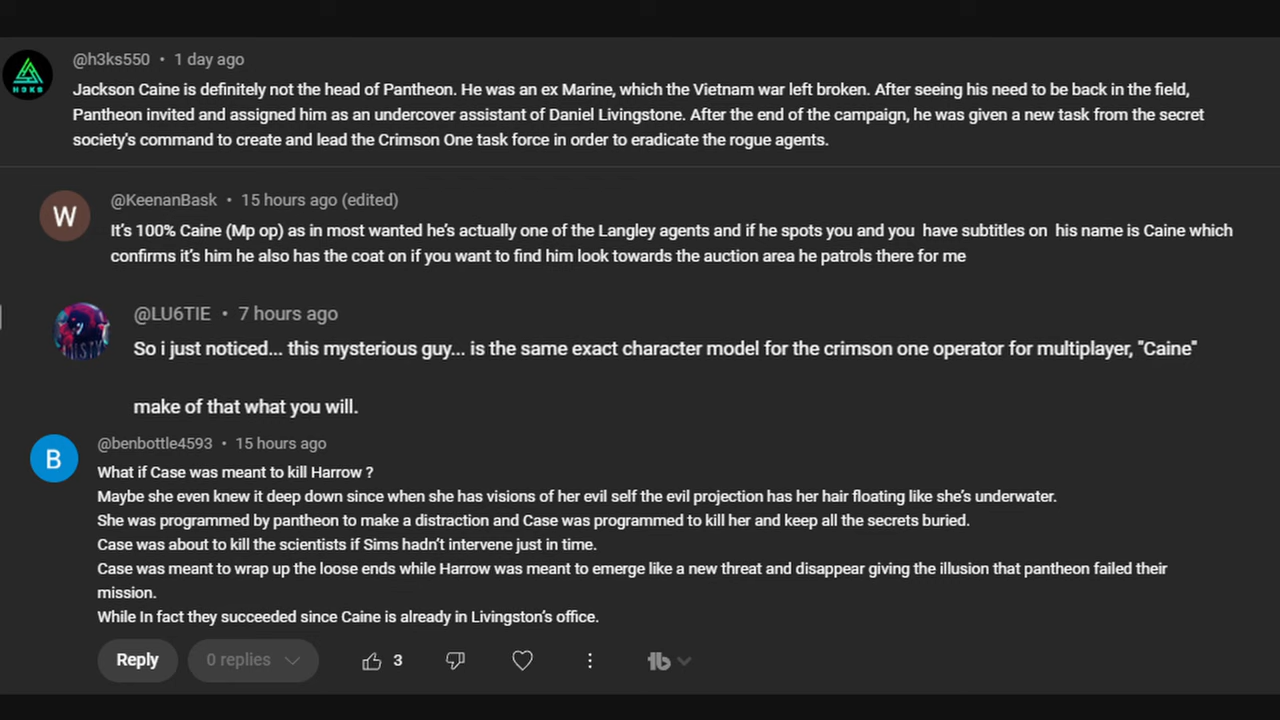 @h3ks550 • 1 day ago
H3KS
Jackson Caine is definitely not the head of Pantheon. He was an ex Marine, which the Vietnam war left broken. After seeing his need to be back in the field,
Pantheon invited and assigned him as an undercover assistant of Daniel Livingstone. After the end of the campaign, he was given a new task from the secret
society's command to create and lead the Crimson One task force in order to eradicate the rogue agents.
@KeenanBask • 15 hours ago (edited)
W
It's 100% Caine (Mp op) as in most wanted he's actually one of the Langley agents and if he spots you and you have subtitles on his name is Caine which
confirms it's him he also has the coat on if you want to find him look towards the auction area he patrols there for me
@LU6TIE • 7 hours ago
So i just noticed... this mysterious guy... is the same exact character model for the crimson one operator for multiplayer, "Caine"
make of that what you will.
@benbottle4593 • 15 hours ago
B
What if Case was meant to kill Harrow ?
Maybe she even knew it deep down since when she has visions of her evil self the evil projection has her hair floating like she's underwater.
She was programmed by pantheon to make a distraction and Case was programmed to kill her and keep all the secrets buried.
Case was about to kill the scientists if Sims hadn't intervene just in time.
Case was meant to wrap up the loose ends while Harrow was meant to emerge like a new threat and disappear giving the illusion that pantheon failed their
mission.
While In fact they succeeded since Caine is already in Livingston's office.
Reply 0 replies 3 tb